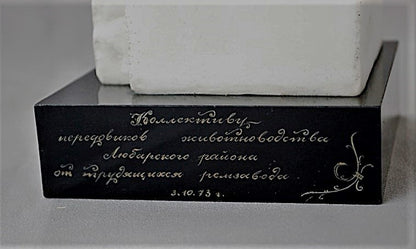 Коллективу
передовиков животноводства
Любарского района
от трудящихся ремзавода
3.10.73 г.